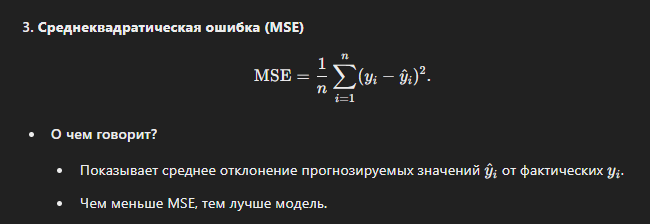 3. Среднеквадратическая ошибка (MSE)
MSE = \frac{1}{n} \sum_{i=1}^{n} (y_i - \hat{y}_i)^2.
• О чем говорит?
• Показывает среднее отклонение прогнозируемых значений \hat{y}_i от фактических y_i.
• Чем меньше MSE, тем лучше модель.